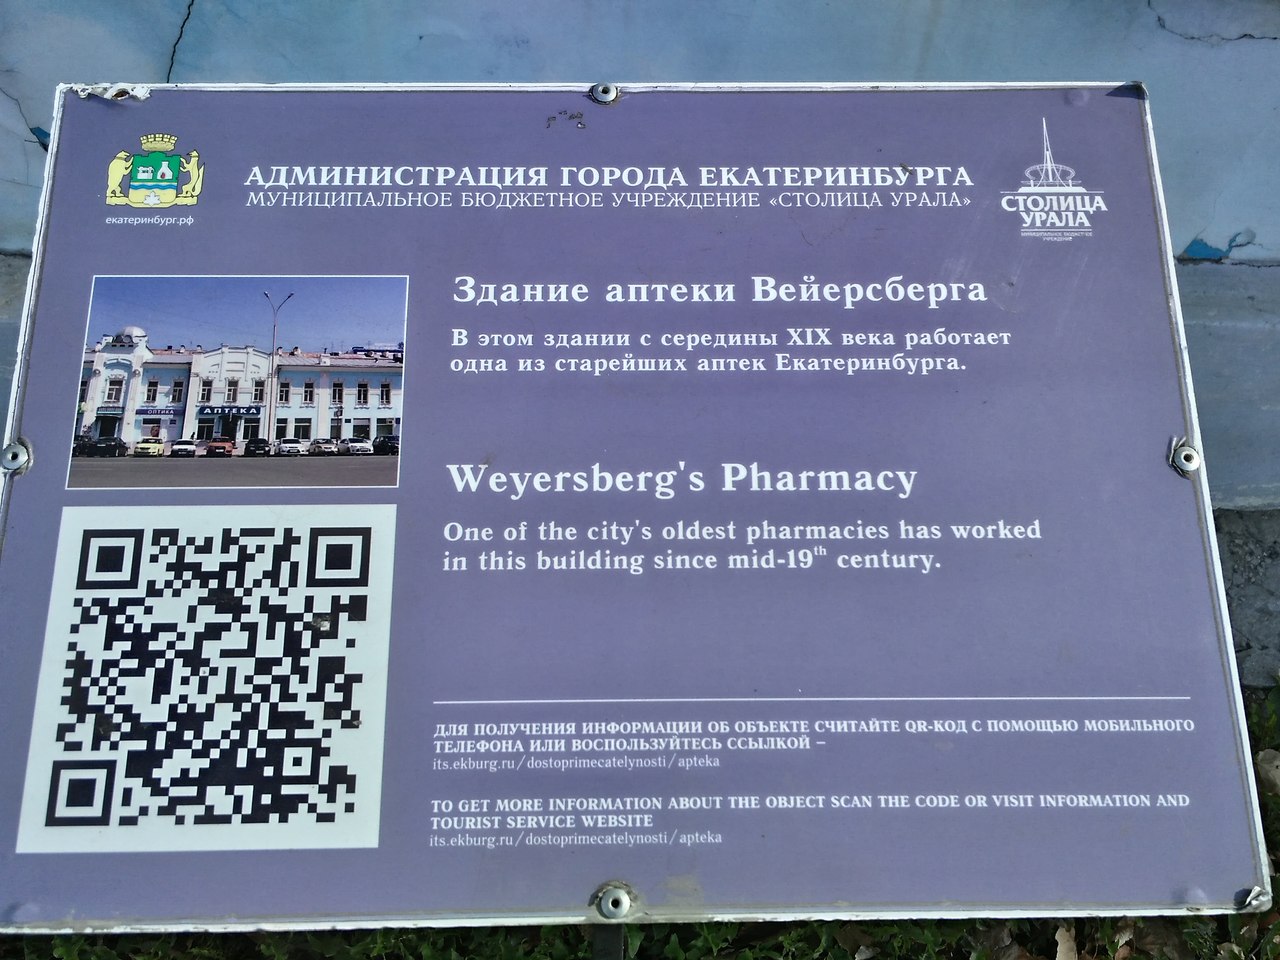 АДМИНИСТРАЦИЯ ГОРОДА ЕКАТЕРИНБУРГА
МУНИЦИПАЛЬНОЕ БЮДЖЕТНОЕ УЧРЕЖДЕНИЕ «СТОЛИЦА УРАЛА»
екатеринбург.рф
СТОЛИЦА
УРАЛА
МУНИЦИПАЛЬНОЕ БЮДЖЕТНОЕ
УЧРЕЖДЕНИЕ
Здание аптеки Вейерсберга
В этом здании с середины XIX века работает
одна из старейших аптек Екатеринбурга.
ОПТИКА
АПТЕКА
Weyersberg's Pharmacy
One of the city's oldest pharmacies has worked
in this building since mid-19th century.
ДЛЯ ПОЛУЧЕНИЯ ИНФОРМАЦИИ ОБ ОБЪЕКТЕ СЧИТАЙТЕ QR-КОД С ПОМОЩЬЮ МОБИЛЬНОГО
ТЕЛЕФОНА ИЛИ ВОСПОЛЬЗУЙТЕСЬ ССЫЛКОЙ –
its.ekburg.ru/dostoprimecatelynosti/apteka
TO GET MORE INFORMATION ABOUT THE OBJECT SCAN THE CODE OR VISIT INFORMATION AND
TOURIST SERVICE WEBSITE
its.ekburg.ru/dostoprimecatelynosti/apteka